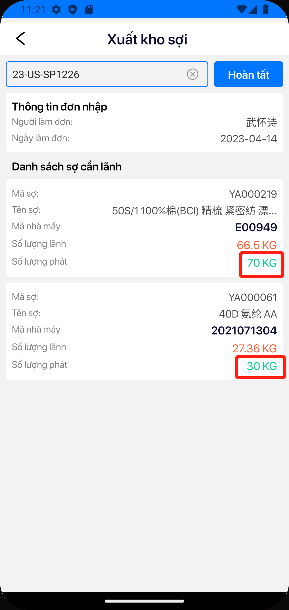 11:21
Xuất kho sợi
23-US-SP1226
Hoàn tất
Thông tin đơn nhập
Người làm đơn: 武怀诗
Ngày làm đơn: 2023-04-14
Danh sách sợ cần lãnh
Mã sợ: YA000219
Tên sợ: 50S/1 100%棉(BCI) 精梳 紧密纺 漂...
Mã nhà máy E00949
Số lượng lãnh 66.5 KG
Số lượng phát 70 KG
Mã sợ: YA000061
Tên sợ: 40D 氨纶 AA
Mã nhà máy 2021071304
Số lượng lãnh 27.36 KG
Số lượng phát 30 KG